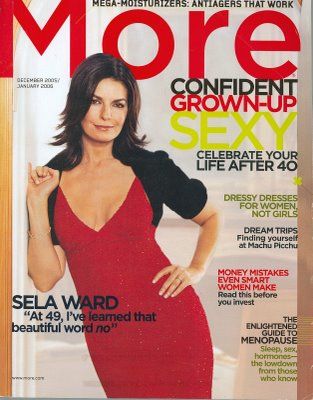 MEGA-MOISTURIZERS: ANTIAGERS THAT WORK
More
DECEMBER 2005/
JANUARY 2006
CONFIDENT
GROWN-UP
SEXY
CELEBRATE YOUR
LIFE AFTER 40
DRESSY DRESSES
FOR WOMEN,
NOT GIRLS
DREAM TRIPS
Finding yourself
at Machu Picchu
MONEY MISTAKES
EVEN SMART
WOMEN MAKE
Read this before
you invest
SELA WARD
"At 49, I've learned that
beautiful word no"
THE
ENLIGHTENED
GUIDE TO
MENOPAUSE
Sleep, sex,
hormones—
the lowdown
from those
who know
www.more.com